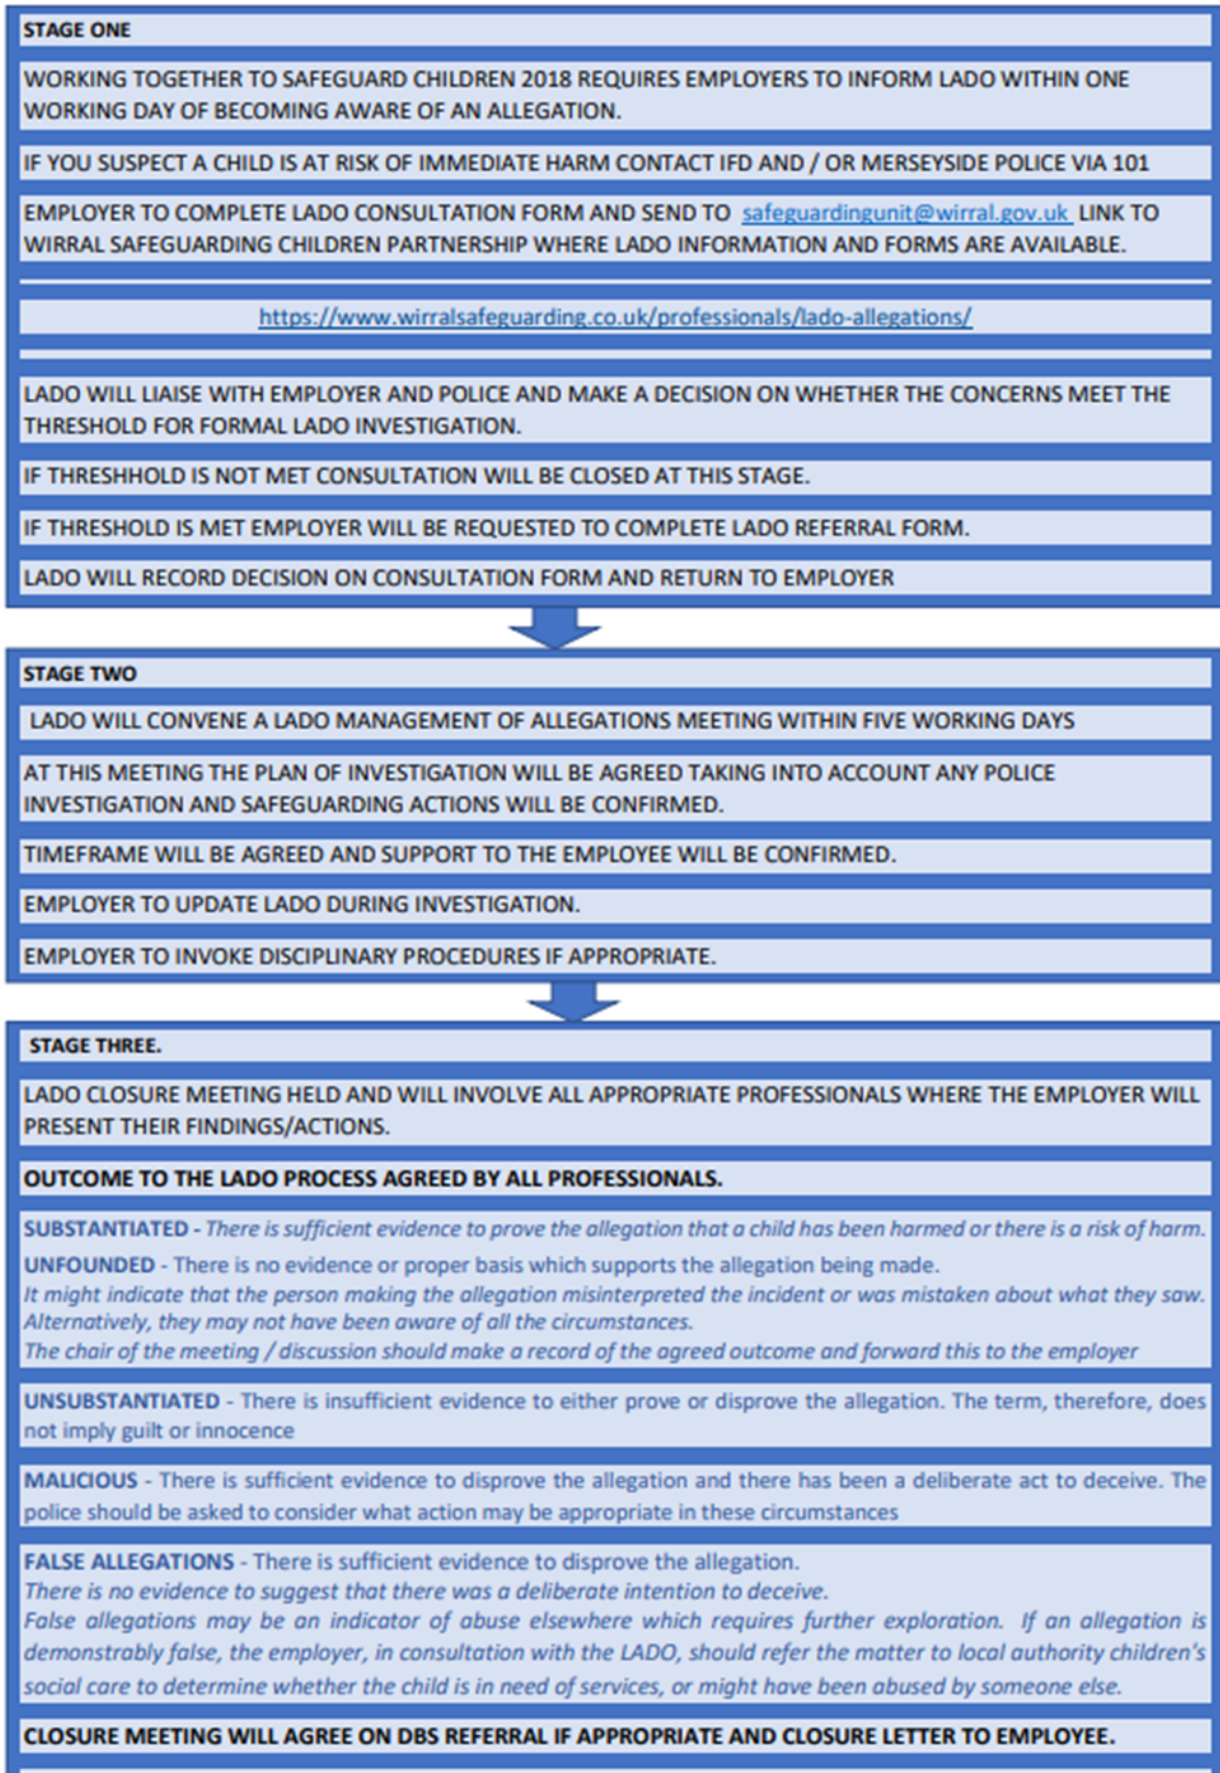 STAGE ONE
WORKING TOGETHER TO SAFEGUARD CHILDREN 2018 REQUIRES EMPLOYERS TO INFORM LADO WITHIN ONE
WORKING DAY OF BECOMING AWARE OF AN ALLEGATION.
IF YOU SUSPECT A CHILD IS AT RISK OF IMMEDIATE HARM CONTACT IFD AND / OR MERSEYSIDE POLICE VIA 101
EMPLOYER TO COMPLETE LADO CONSULTATION FORM AND SEND TO safeguardingunit@wirral.gov.uk LINK TO
WIRRAL SAFEGUARDING CHILDREN PARTNERSHIP WHERE LADO INFORMATION AND FORMS ARE AVAILABLE.
https://www.wirralsafeguarding.co.uk/professionals/lado-allegations/
LADO WILL LIAISE WITH EMPLOYER AND POLICE AND MAKE A DECISION ON WHETHER THE CONCERNS MEET THE
THRESHOLD FOR FORMAL LADO INVESTIGATION.
IF THRESHHOLD IS NOT MET CONSULTATION WILL BE CLOSED AT THIS STAGE.
IF THRESHOLD IS MET EMPLOYER WILL BE REQUESTED TO COMPLETE LADO REFERRAL FORM.
LADO WILL RECORD DECISION ON CONSULTATION FORM AND RETURN TO EMPLOYER
STAGE TWO
LADO WILL CONVENE A LADO MANAGEMENT OF ALLEGATIONS MEETING WITHIN FIVE WORKING DAYS
AT THIS MEETING THE PLAN OF INVESTIGATION WILL BE AGREED TAKING INTO ACCOUNT ANY POLICE
INVESTIGATION AND SAFEGUARDING ACTIONS WILL BE CONFIRMED.
TIMEFRAME WILL BE AGREED AND SUPPORT TO THE EMPLOYEE WILL BE CONFIRMED.
EMPLOYER TO UPDATE LADO DURING INVESTIGATION.
EMPLOYER TO INVOKE DISCIPLINARY PROCEDURES IF APPROPRIATE.
STAGE THREE.
LADO CLOSURE MEETING HELD AND WILL INVOLVE ALL APPROPRIATE PROFESSIONALS WHERE THE EMPLOYER WILL
PRESENT THEIR FINDINGS/ACTIONS.
OUTCOME TO THE LADO PROCESS AGREED BY ALL PROFESSIONALS.
SUBSTANTIATED - There is sufficient evidence to prove the allegation that a child has been harmed or there is a risk of harm.
UNFOUNDED - There is no evidence or proper basis which supports the allegation being made.
It might indicate that the person making the allegation misinterpreted the incident or was mistaken about what they saw.
Alternatively, they may not have been aware of all the circumstances.
The chair of the meeting / discussion should make a record of the agreed outcome and forward this to the employer
UNSUBSTANTIATED - There is insufficient evidence to either prove or disprove the allegation. The term, therefore, does
not imply guilt or innocence
MALICIOUS - There is sufficient evidence to disprove the allegation and there has been a deliberate act to deceive. The
police should be asked to consider what action may be appropriate in these circumstances
FALSE ALLEGATIONS - There is sufficient evidence to disprove the allegation.
There is no evidence to suggest that there was a deliberate intention to deceive.
False allegations may be an indicator of abuse elsewhere which requires further exploration. If an allegation is
demonstrably false, the employer, in consultation with the LADO, should refer the matter to local authority children's
social care to determine whether the child is in need of services, or might have been abused by someone else.
CLOSURE MEETING WILL AGREE ON DBS REFERRAL IF APPROPRIATE AND CLOSURE LETTER TO EMPLOYEE.